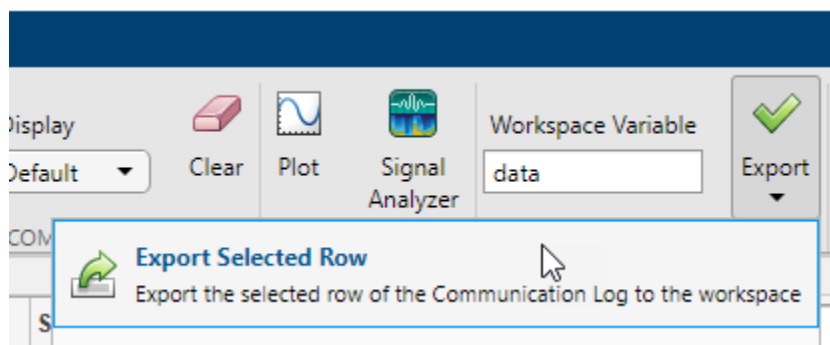 Display
Default
Clear
Plot
Signal
Analyzer
Workspace Variable
data
Export
COM
Export Selected Row
Export the selected row of the Communication Log to the workspace
S